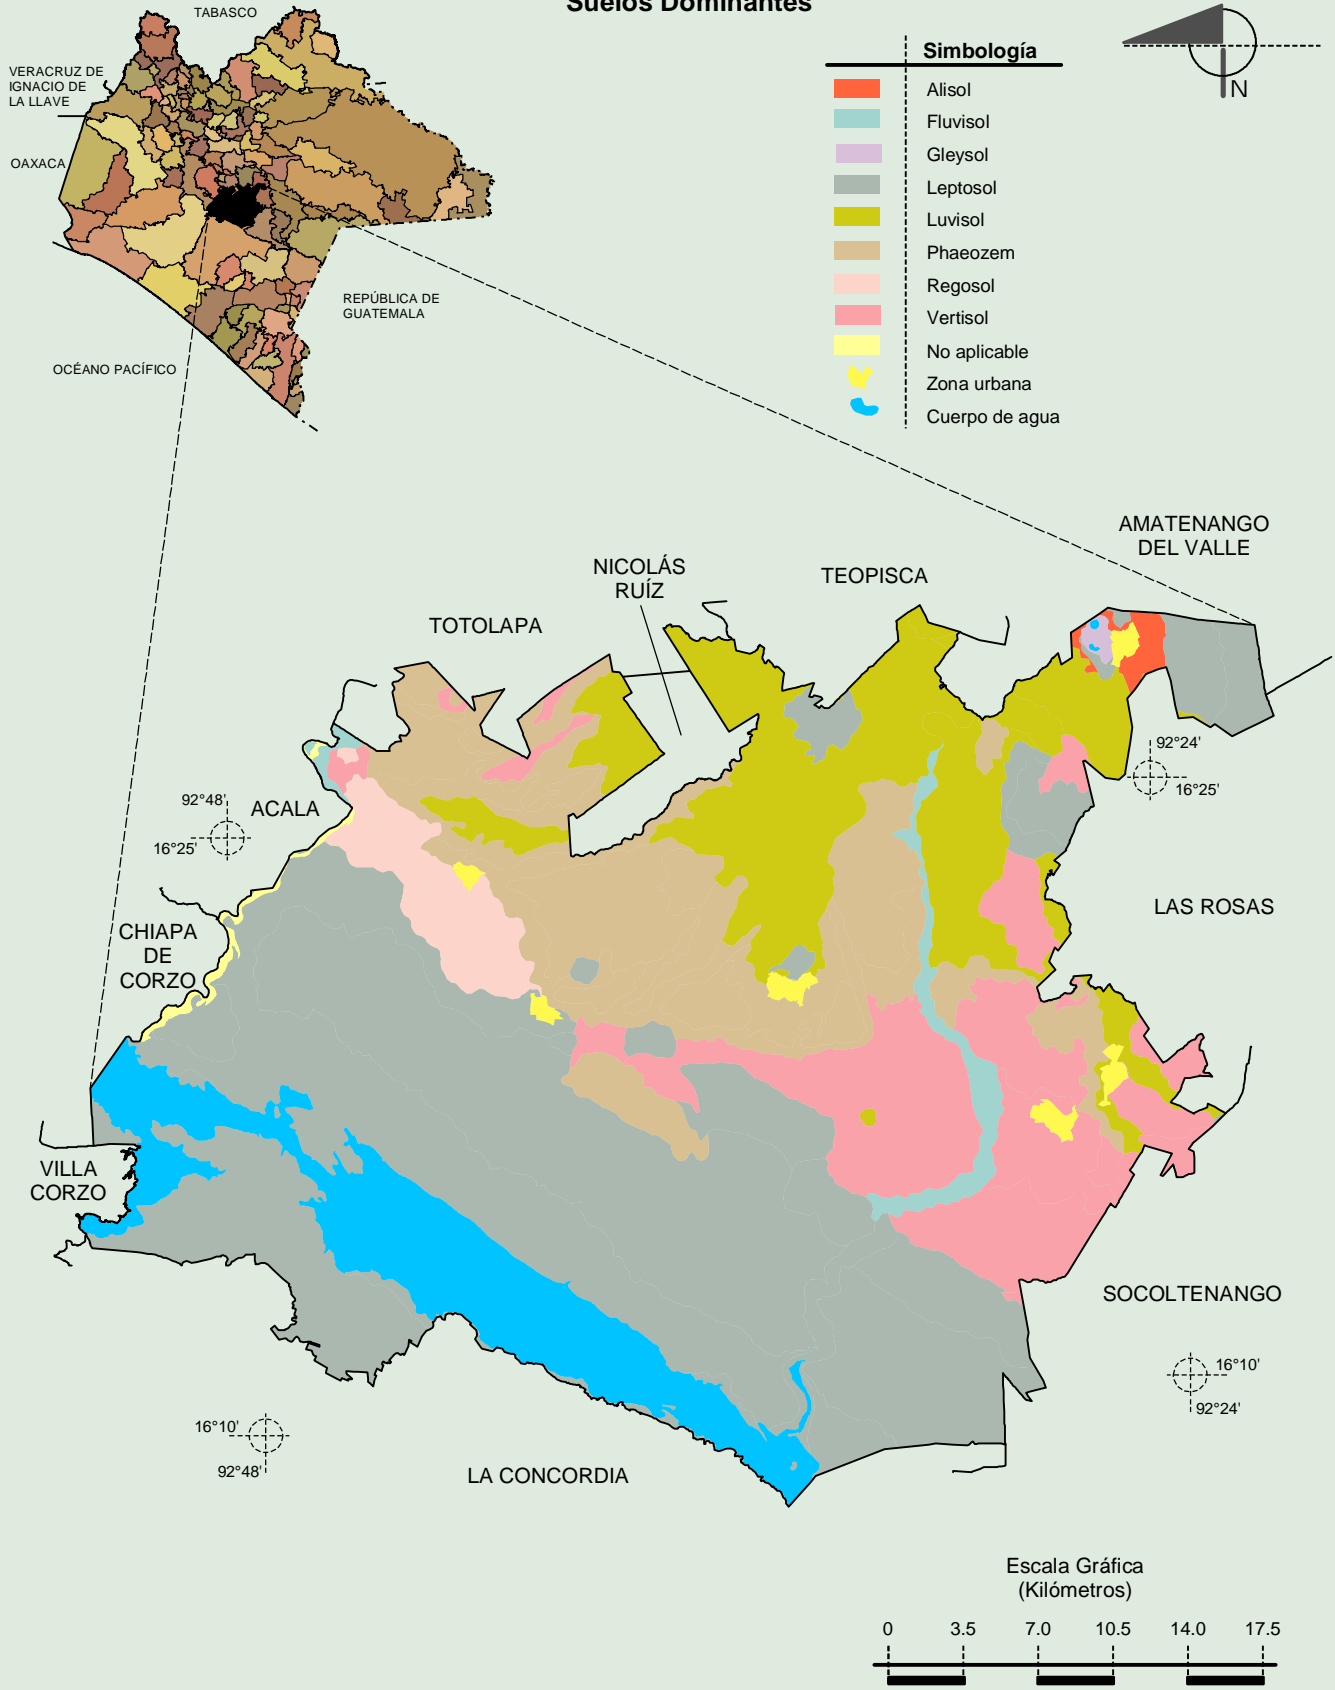 Suelos Dominantes
TABASCO
VERACRUZ DE
IGNACIO DE
LA LLAVE
OAXACA
REPÚBLICA DE
GUATEMALA
OCÉANO PACÍFICO
Simbología
Alisol
Fluvisol
Gleysol
Leptosol
Luvisol
Phaeozem
Regosol
Vertisol
No aplicable
Zona urbana
Cuerpo de agua
N
AMATENANGO
DEL VALLE
NICOLÁS
RUÍZ
TEOPISCA
TOTOLAPA
92°24'
16°25'
92°48'
16°25'
ACALA
LAS ROSAS
CHIAPA
DE
CORZO
VILLA
CORZO
SOCOLTENANGO
16°10'
92°24'
16°10'
92°48'
LA CONCORDIA
Escala Gráfica
(Kilómetros)
0 3.5 7.0 10.5 14.0 17.5